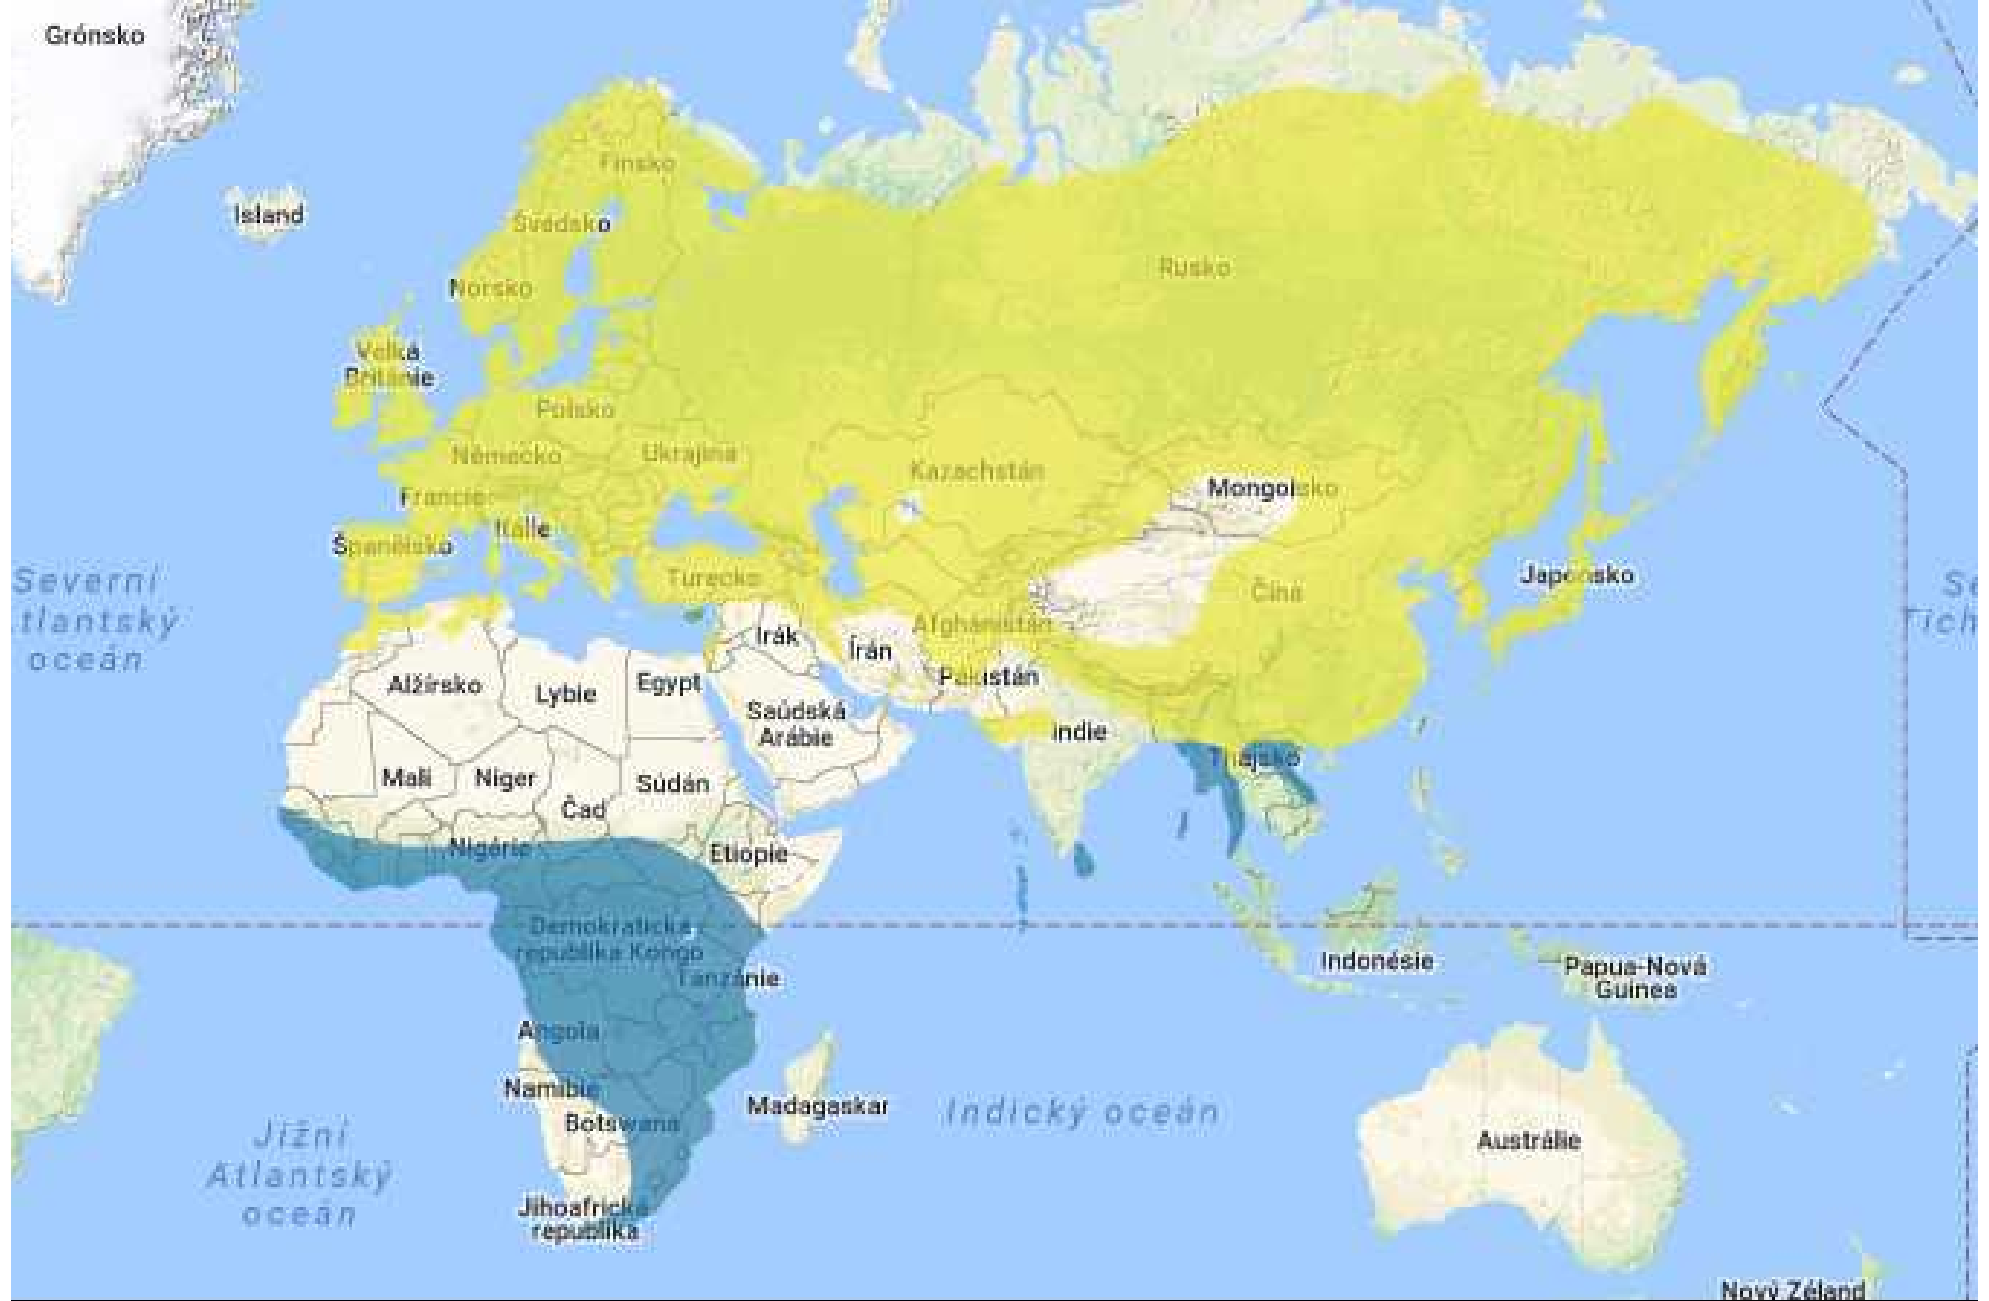 Grónsko
Island
Finsko
Švédsko
Norsko
Rusko
Velká
Británie
Polsko
Německo
Ukrajina
Kazachstán
Francie
Mongolsko
Itálie
Španělsko
Japonsko
Turecko
Čína
Severní
tlantský
oceán
Afghánistán
Irák
Írán
Pákistán
Alžírsko
Lybie
Egypt
Saúdská
Arábie
Indie
Thajsko
Mali
Niger
Súdán
Čad
Nigérie
Etiopie
Demokratická
republika Kongo
Tanzánie
Indonésie
Papua-Nová
Guinea
Angola
Namibie
Botswana
Madagaskar
Indický oceán
Austrálie
Jižní
Atlantský
oceán
Jihoafrická
republika
Nový Zéland